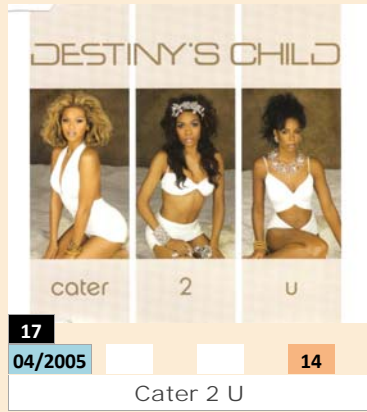 DESTINY'S CHILD
cater 2 u
17
04/2005 14
Cater 2 U